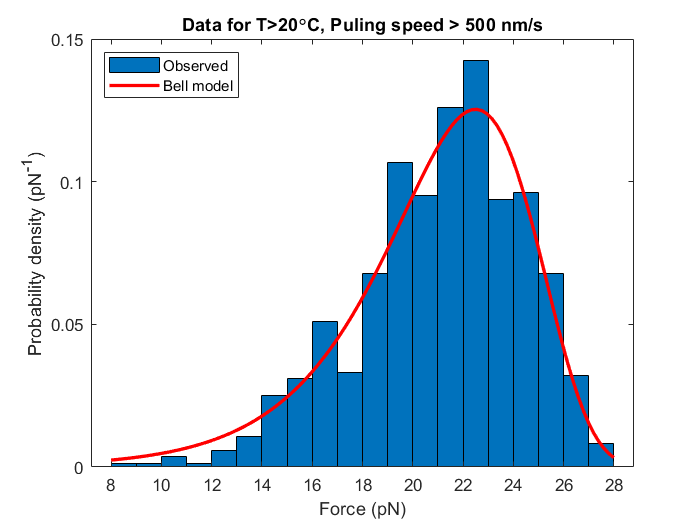 Data for T>20°C, Puling speed > 500 nm/s
Observed
Bell model
Probability density (pN⁻¹)
0.15
0.1
0.05
0
8 10 12 14 16 18 20 22 24 26 28
Force (pN)